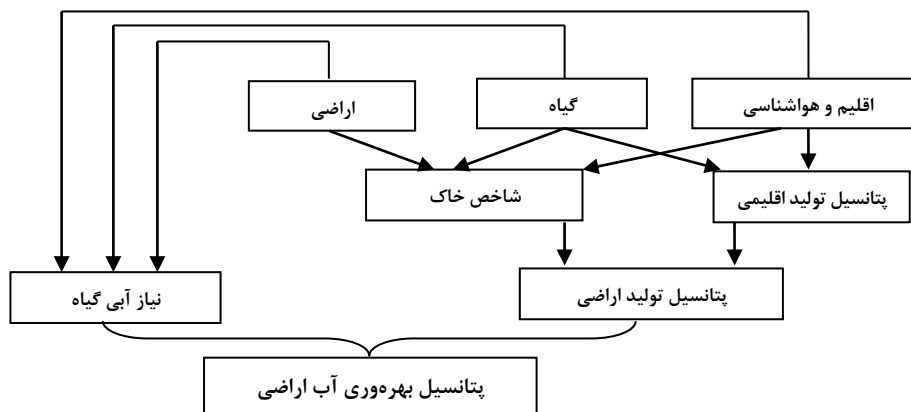 اقلیم و هواشناسی
گیاه
اراضی
پتانسیل تولید اقلیمی
شاخص خاک
پتانسیل تولید اراضی
نیاز آبی گیاه
پتانسیل بهره‌وری آب اراضی